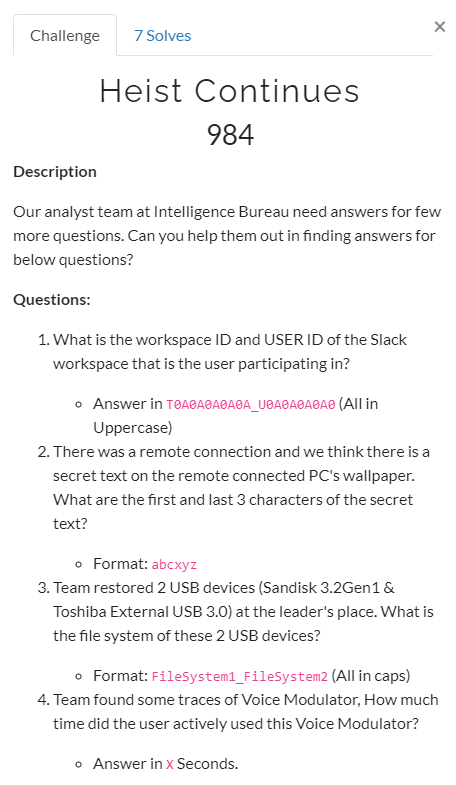 Challenge
7 Solves
×
Heist Continues
984
Description
Our analyst team at Intelligence Bureau need answers for few
more questions. Can you help them out in finding answers for
below questions?
Questions:
1. What is the workspace ID and USER ID of the Slack
workspace that is the user participating in?
Answer in T0A0A0A0A0A_U0A0A0A0A0 (All in
Uppercase)
2. There was a remote connection and we think there is a
secret text on the remote connected PC's wallpaper.
What are the first and last 3 characters of the secret
text?
Format: abcxyz
3. Team restored 2 USB devices (Sandisk 3.2Gen1 &
Toshiba External USB 3.0) at the leader's place. What is
the file system of these 2 USB devices?
Format: FileSystem1_FileSystem2 (All in caps)
4. Team found some traces of Voice Modulator, How much
time did the user actively used this Voice Modulator?
Answer in X Seconds.